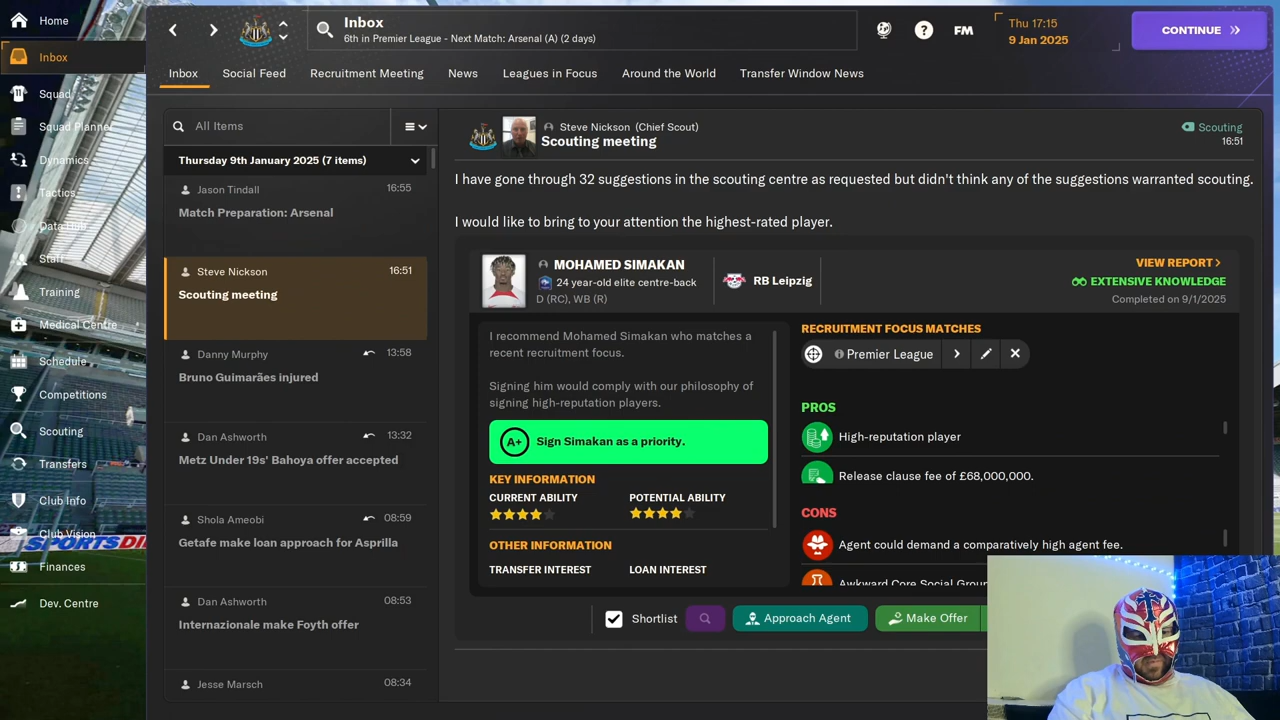 Home
Inbox
Squad
Squad Planner
Dynamics
Tactics
Data Hub
Staff
Training
Medical Centre
Schedule
Competitions
Scouting
Transfers
Club Info
Club Vision
SPORTS DI
Finances
Dev. Centre
Inbox
6th in Premier League - Next Match: Arsenal (A) (2 days)
?
FM
Thu 17:15
9 Jan 2025
CONTINUE
Inbox
Social Feed
Recruitment Meeting
News
Leagues in Focus
Around the World
Transfer Window News
All Items
Thursday 9th January 2025 (7 items)
Jason Tindall
16:55
Match Preparation: Arsenal
Steve Nickson
16:51
Scouting meeting
Danny Murphy
13:58
Bruno Guimarães injured
Dan Ashworth
13:32
Metz Under 19s' Bahoya offer accepted
Shola Ameobi
08:59
Getafe make loan approach for Asprilla
Dan Ashworth
08:53
Internazionale make Foyth offer
Jesse Marsch
08:34
Steve Nickson (Chief Scout)
Scouting meeting
Scouting
16:51
I have gone through 32 suggestions in the scouting centre as requested but didn't think any of the suggestions warranted scouting.
I would like to bring to your attention the highest-rated player.
MOHAMED SIMAKAN
24 year-old elite centre-back
D (RC), WB (R)
RB Leipzig
VIEW REPORT
EXTENSIVE KNOWLEDGE
Completed on 9/1/2025
I recommend Mohamed Simakan who matches a
recent recruitment focus.
Signing him would comply with our philosophy of
signing high-reputation players.
A+
Sign Simakan as a priority.
KEY INFORMATION
CURRENT ABILITY
POTENTIAL ABILITY
OTHER INFORMATION
TRANSFER INTEREST
LOAN INTEREST
RECRUITMENT FOCUS MATCHES
Premier League
PROS
High-reputation player
Release clause fee of £68,000,000.
CONS
Agent could demand a comparatively high agent fee.
Awkward Core Social Group
Shortlist
Approach Agent
Make Offer